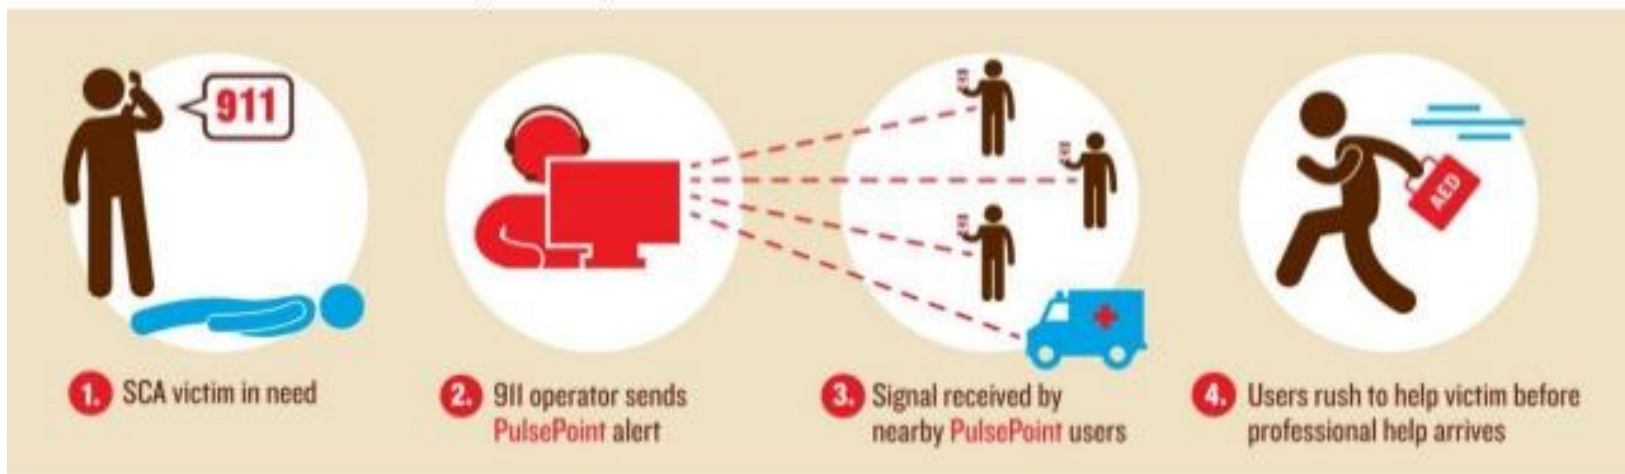 911
AED
1. SCA victim in need
2. 911 operator sends
PulsePoint alert
3. Signal received by
nearby PulsePoint users
4. Users rush to help victim before
professional help arrives